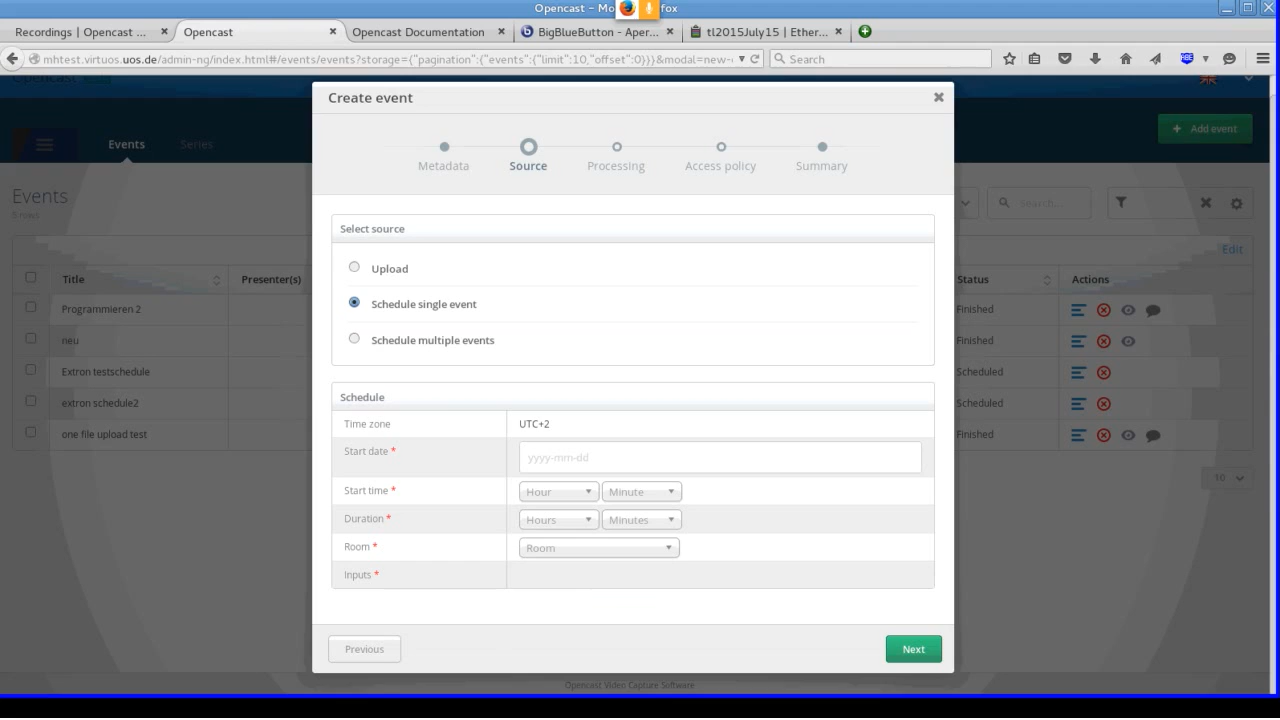 Opencast - Mo fox
Recordings | Opencast ... × Opencast × Opencast Documentation × BigBlueButton - Aper... × tl2015July15 | Ether... ×
mhtest.virtuos.uos.de/admin-ng/index.html#/events/events?storage={"pagination":{"events":{"limit":10,"offset":0}}}&modal=new- Search ABE
Create event
+ Add event
Events Series
Metadata Source Processing Access policy Summary
Events
5 rows
Search...
Select source
Edit
Title Presenter(s) Status Actions
Upload
Programmieren 2 Finished
Schedule single event
neu Finished
Schedule multiple events
Extron testschedule Scheduled
Schedule
extron schedule2 Scheduled
Time zone UTC+2
one file upload test Finished
Start date * yyyy-mm-dd
10
Start time * Hour Minute
Duration * Hours Minutes
Room * Room
Inputs *
Previous Next
Opencast Video Capture Software